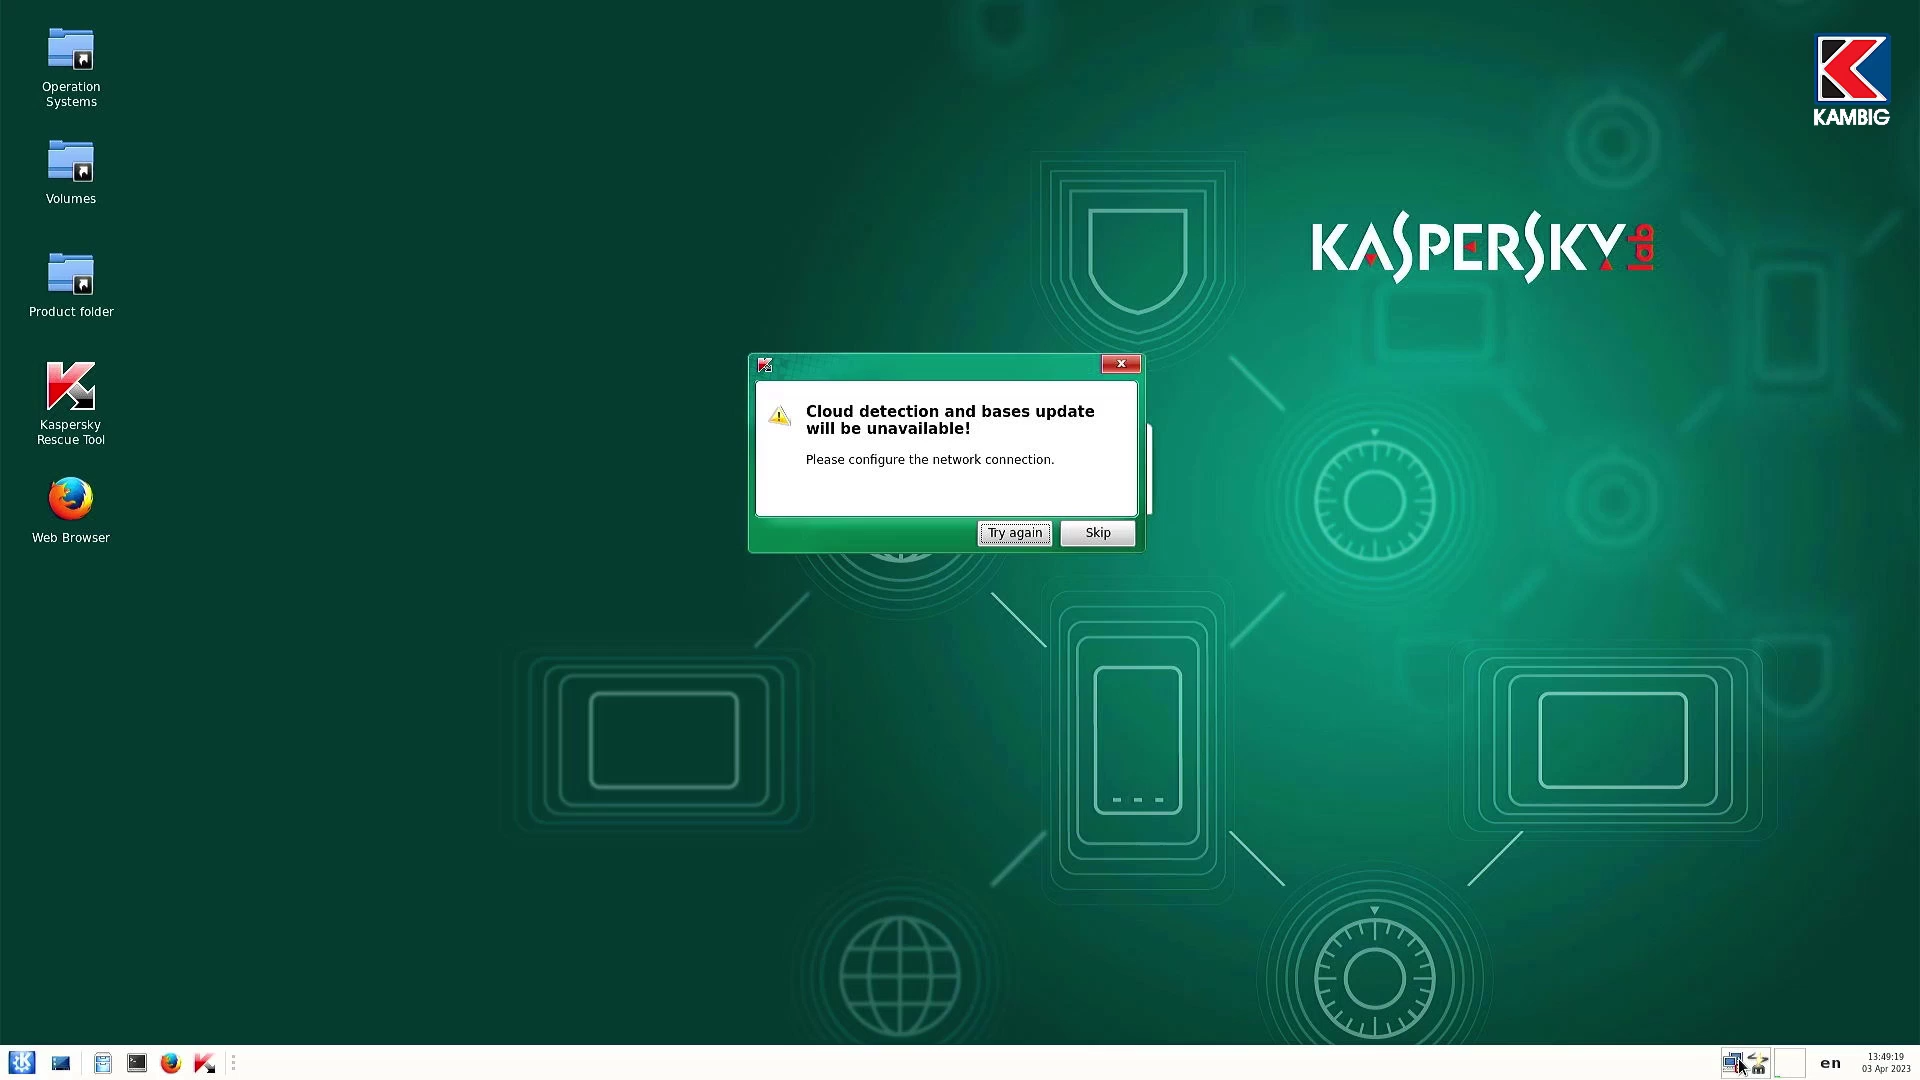 Operation
Systems
Volumes
Product folder
Kaspersky
Rescue Tool
Web Browser
KAMBIG
KASPERSKY lab
Cloud detection and bases update
will be unavailable!
Please configure the network connection.
Try again
Skip
en
13:49:19
03 Apr 2023